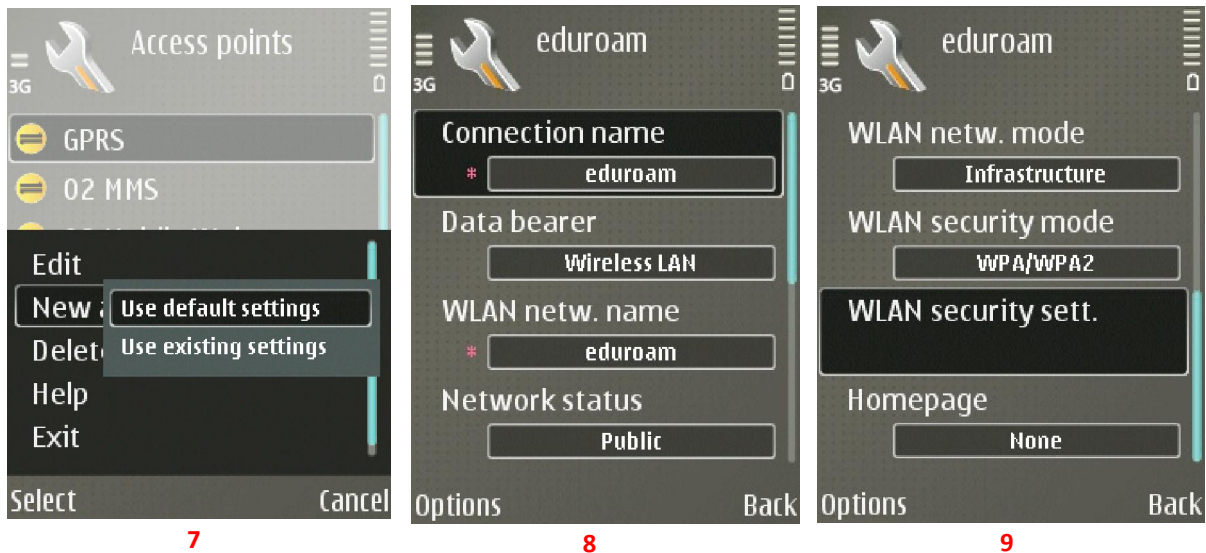 Access points
3G
GPRS
O2 MMS
Edit
New
Use default settings
Delet
Use existing settings
Help
Exit
Select
Cancel
7
eduroam
3G
Connection name
* eduroam
Data bearer
Wireless LAN
WLAN netw. name
* eduroam
Network status
Public
Options
Back
8
eduroam
3G
WLAN netw. mode
Infrastructure
WLAN security mode
WPA/WPA2
WLAN security sett.
Homepage
None
Options
Back
9